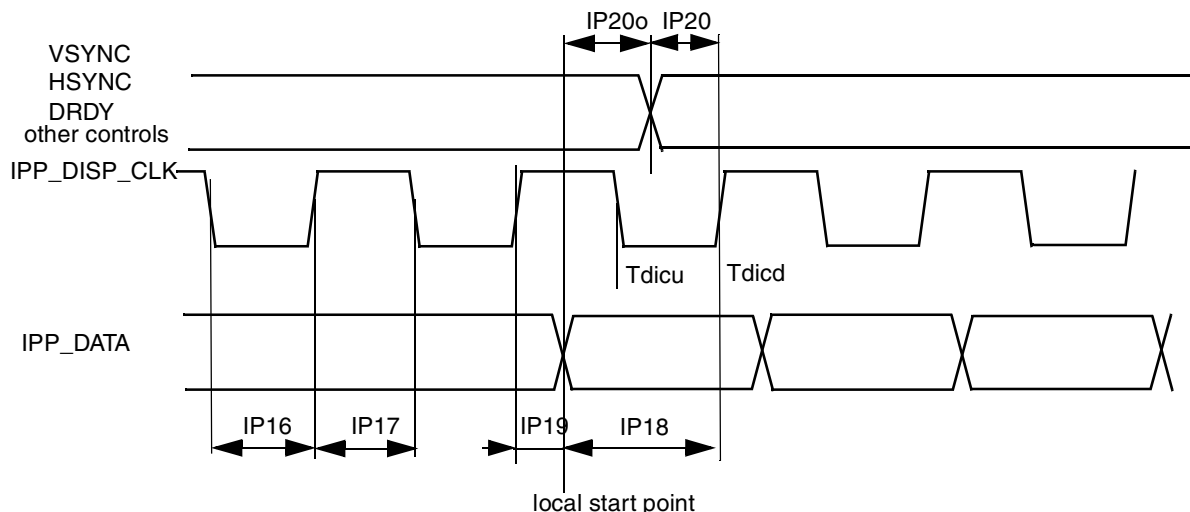 IP20o IP20
VSYNC
HSYNC
DRDY
other controls
IPP_DISP_CLK
Tdicu Tdicd
IPP_DATA
IP16 IP17 IP19 IP18
local start point